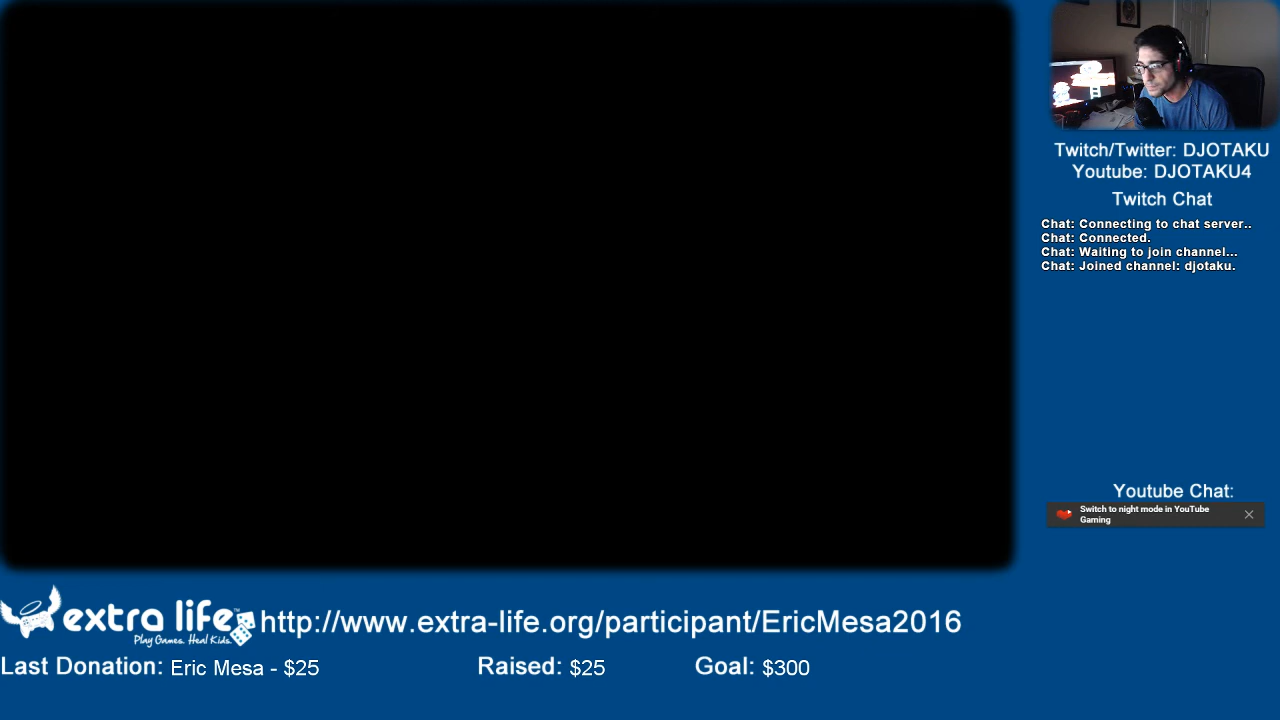 Twitch/Twitter: DJOTAKU
Youtube: DJOTAKU4
Twitch Chat
Chat: Connecting to chat server..
Chat: Connected.
Chat: Waiting to join channel...
Chat: Joined channel: djotaku.
Youtube Chat:
Switch to night mode in YouTube
Gaming
extra life™
Play Games. Heal Kids.
http://www.extra-life.org/participant/EricMesa2016
Last Donation: Eric Mesa - $25
Raised: $25
Goal: $300